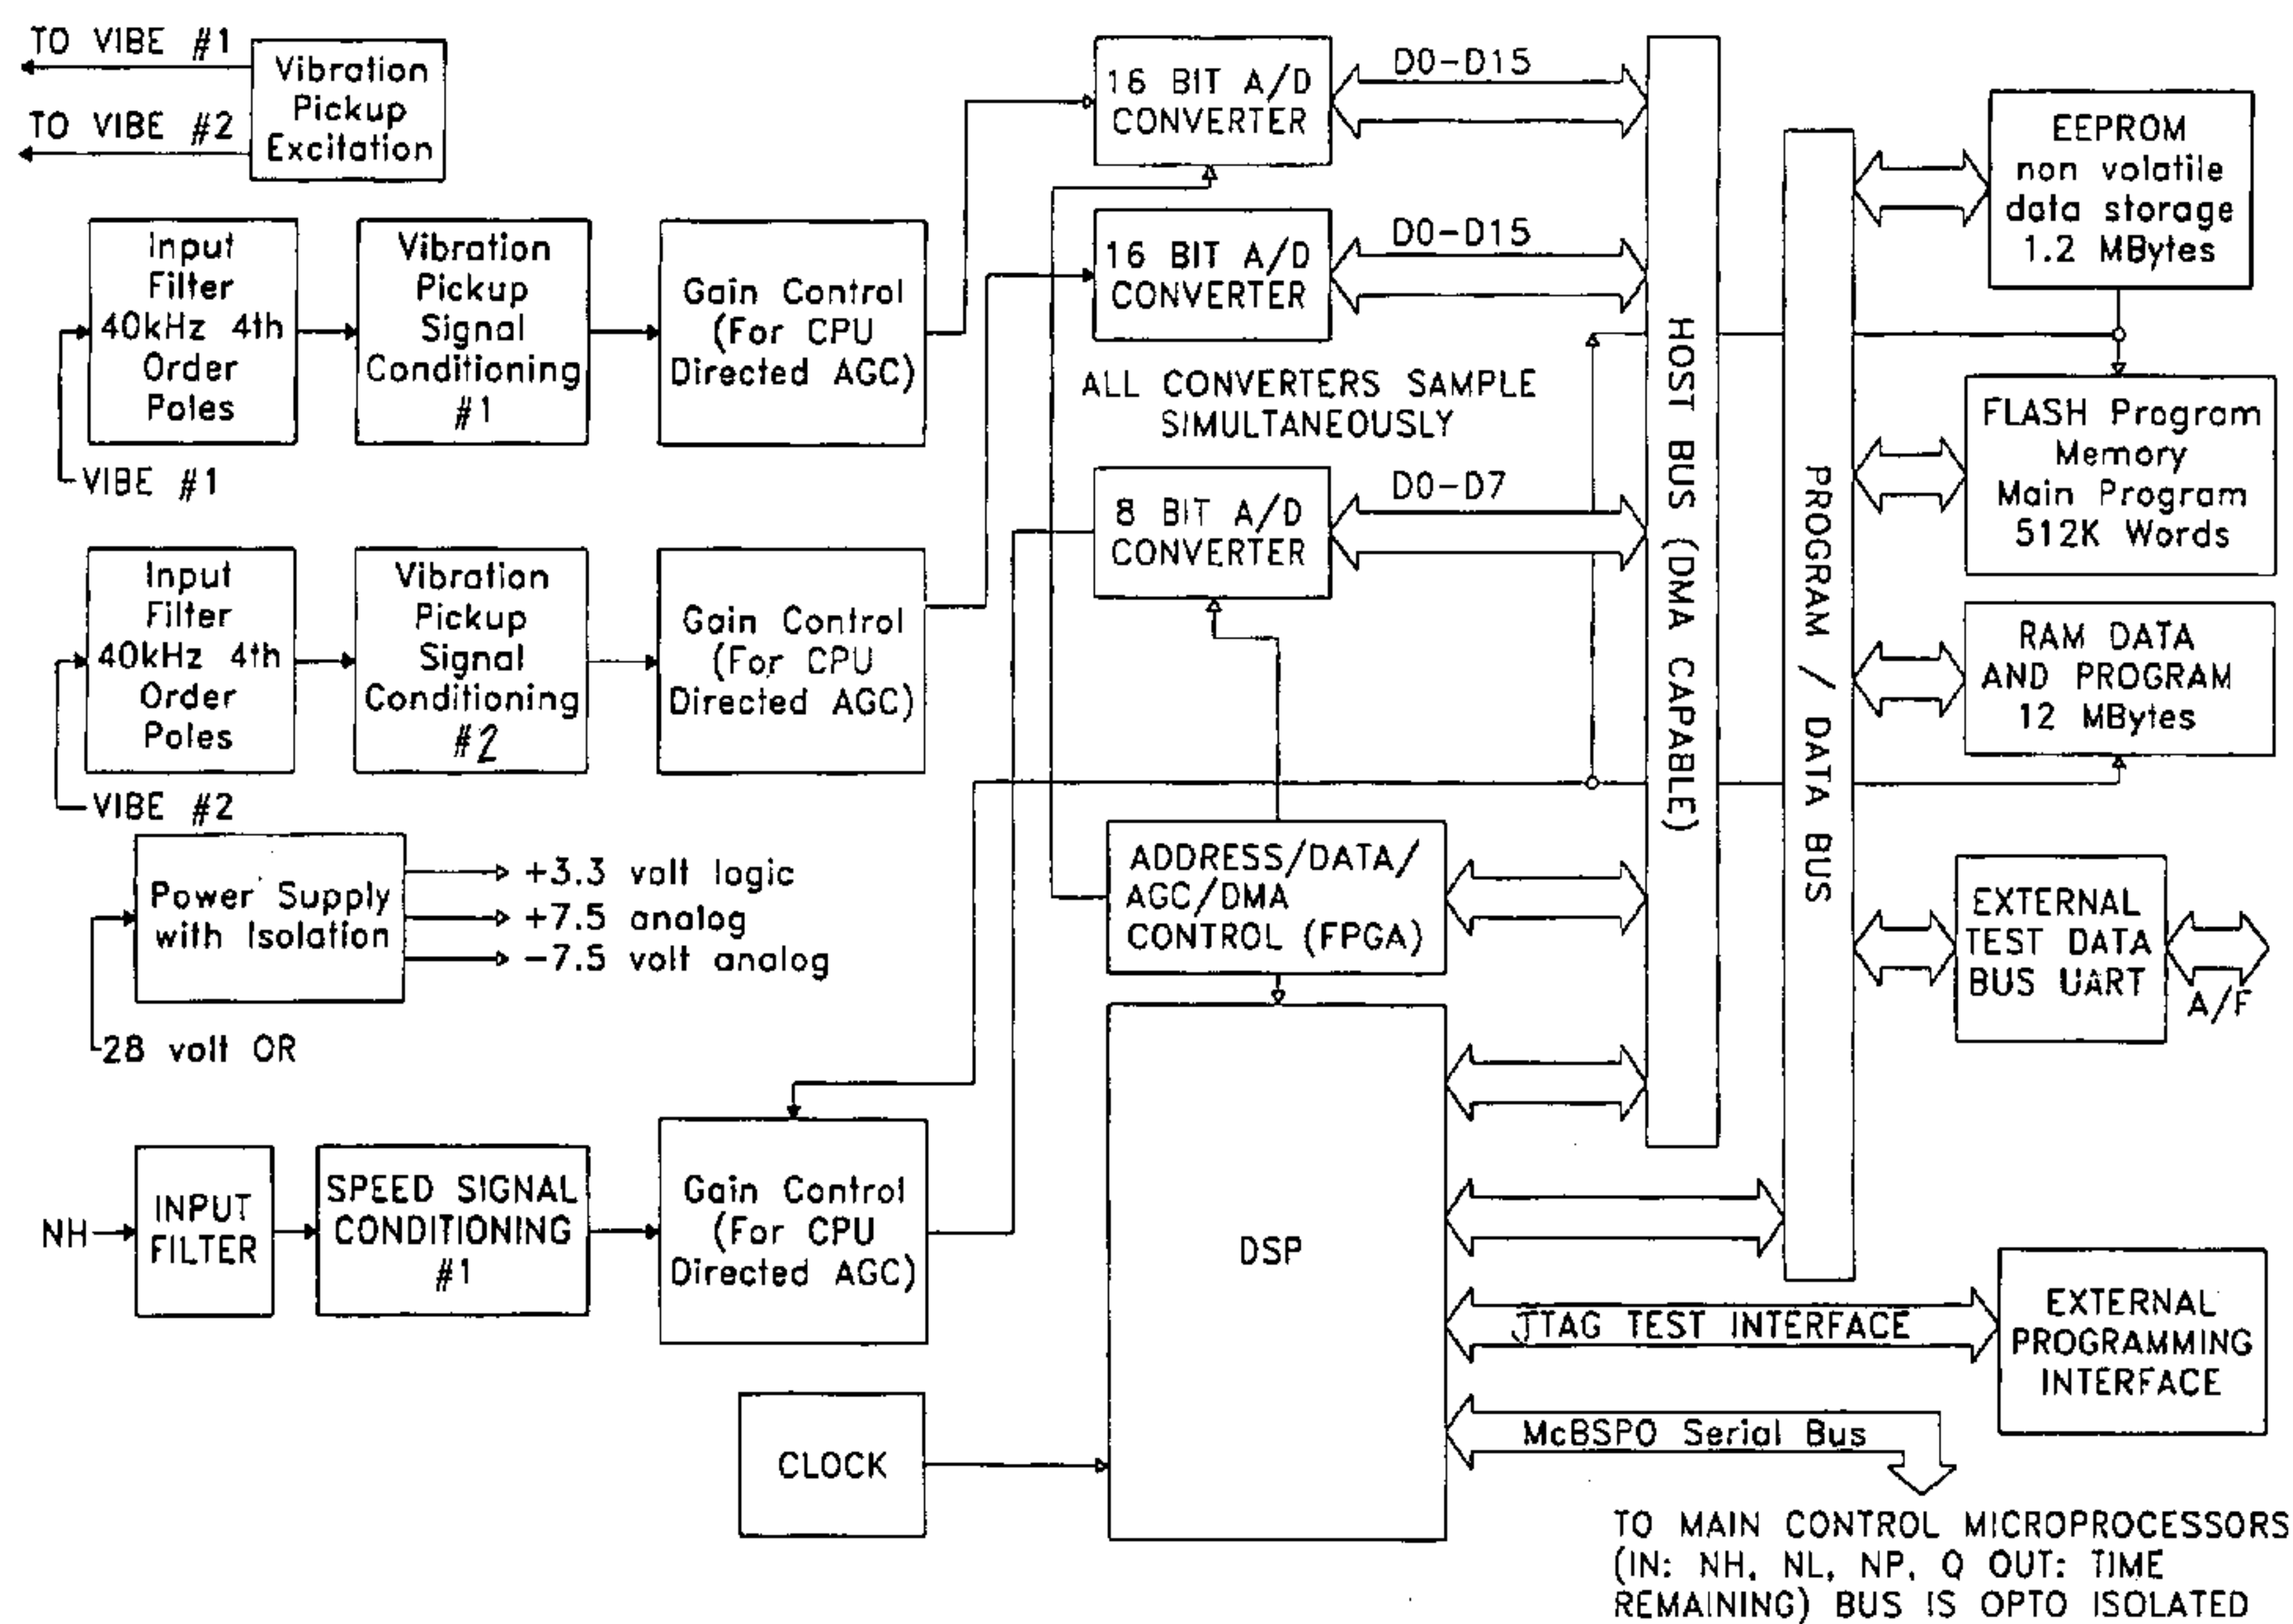 TO VIBE #1
TO VIBE #2
Vibration
Pickup
Excitation
Input
Filter
40kHz 4th
Order
Poles
VIBE #1
Vibration
Pickup
Signal
Conditioning
#1
Gain Control
(For CPU
Directed AGC)
16 BIT A/D
CONVERTER
D0-D15
16 BIT A/D
CONVERTER
D0-D15
ALL CONVERTERS SAMPLE
SIMULTANEOUSLY
8 BIT A/D
CONVERTER
D0-D7
Input
Filter
40kHz 4th
Order
Poles
VIBE #2
Vibration
Pickup
Signal
Conditioning
#2
Gain Control
(For CPU
Directed AGC)
Power Supply
with Isolation
28 volt OR
+3.3 volt logic
+7.5 analog
-7.5 volt analog
ADDRESS/DATA/
AGC/DMA
CONTROL (FPGA)
HOST BUS (DMA CAPABLE)
PROGRAM / DATA BUS
EEPROM
non volatile
data storage
1.2 MBytes
FLASH Program
Memory
Main Program
512K Words
RAM DATA
AND PROGRAM
12 MBytes
EXTERNAL
TEST DATA
BUS UART
A/F
NH
INPUT
FILTER
SPEED SIGNAL
CONDITIONING
#1
Gain Control
(For CPU
Directed AGC)
CLOCK
DSP
JTAG TEST INTERFACE
EXTERNAL
PROGRAMMING
INTERFACE
McBSPO Serial Bus
TO MAIN CONTROL MICROPROCESSORS
(IN: NH, NL, NP, Q OUT: TIME
REMAINING) BUS IS OPTO ISOLATED